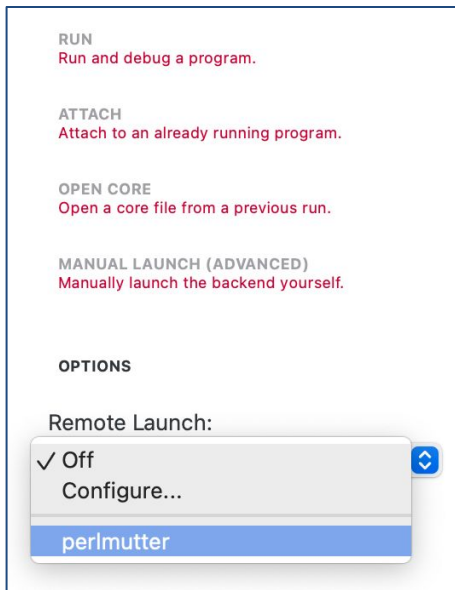 RUN
Run and debug a program.
ATTACH
Attach to an already running program.
OPEN CORE
Open a core file from a previous run.
MANUAL LAUNCH (ADVANCED)
Manually launch the backend yourself.
OPTIONS
Remote Launch:
✓ Off
Configure...
perlmutter